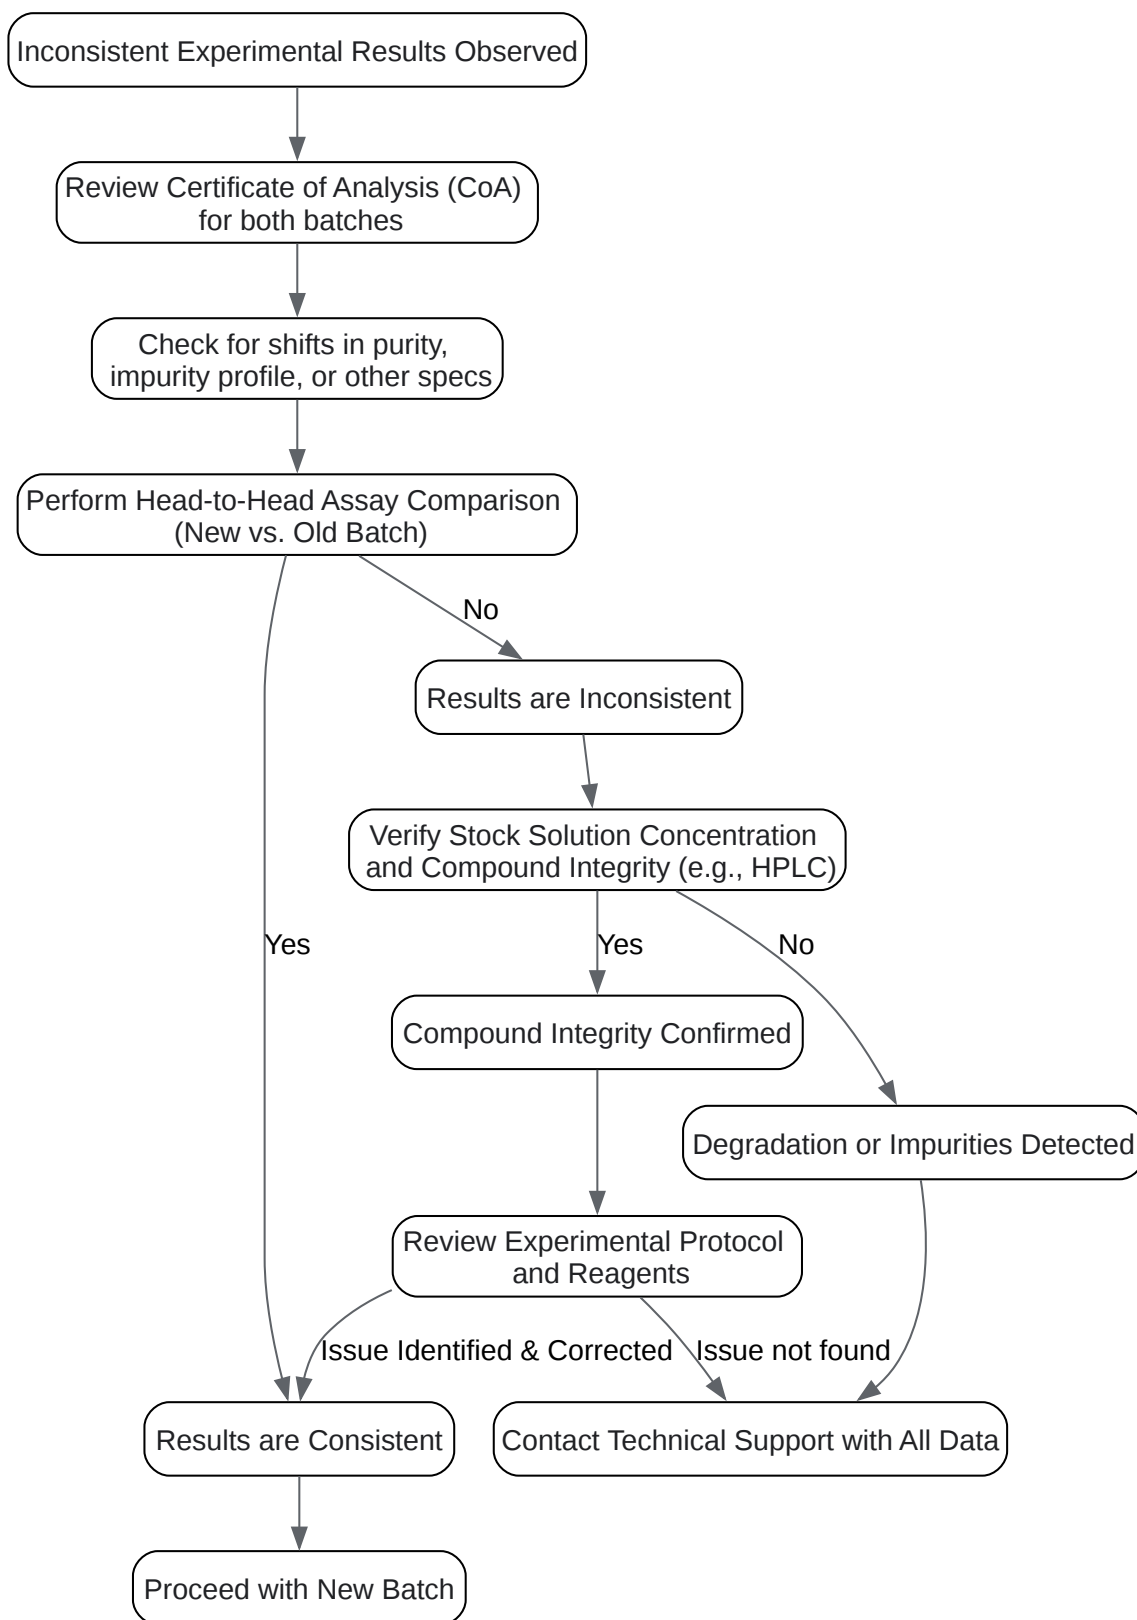 Inconsistent Experimental Results Observed
Review Certificate of Analysis (CoA)
for both batches
Check for shifts in purity,
impurity profile, or other specs
Perform Head-to-Head Assay Comparison
(New vs. Old Batch)
No
Results are Inconsistent
Verify Stock Solution Concentration
and Compound Integrity (e.g., HPLC)
Yes
Yes
No
Compound Integrity Confirmed
Degradation or Impurities Detected
Review Experimental Protocol
and Reagents
Issue Identified & Corrected
Issue not found
Results are Consistent
Contact Technical Support with All Data
Proceed with New Batch